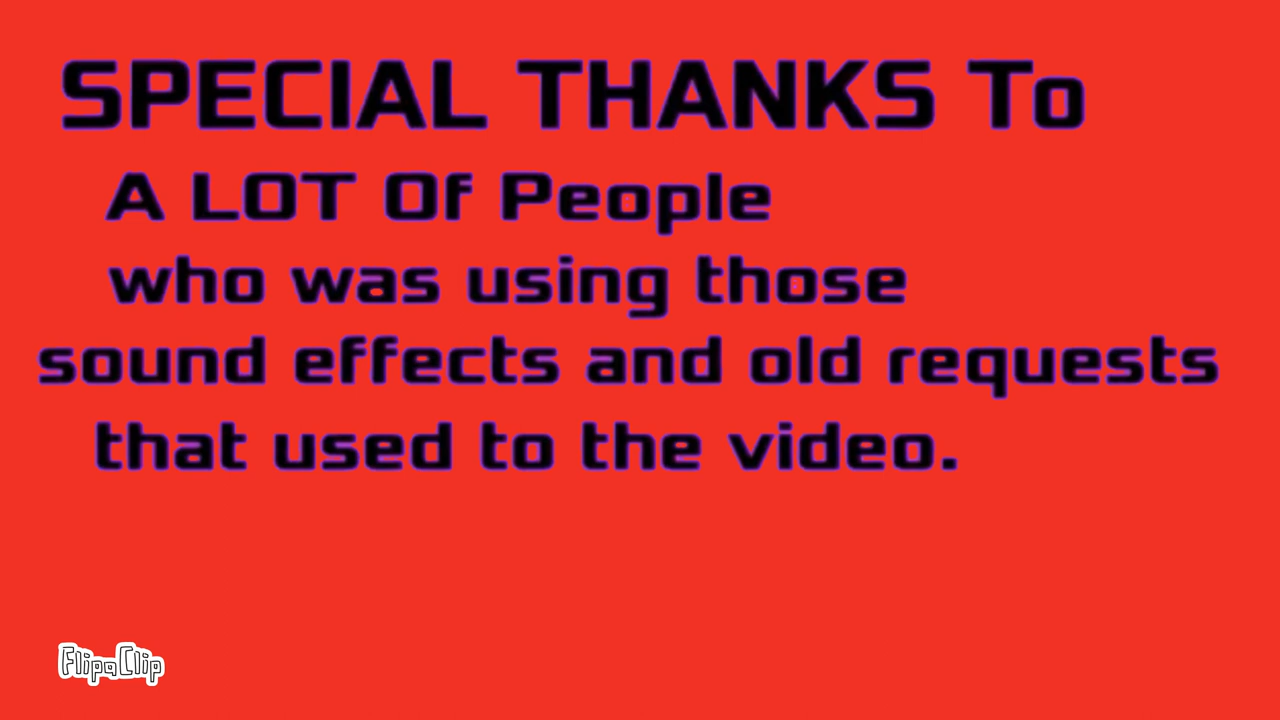 SPECIAL THANKS To
A LOT Of People
who was using those
sound effects and old requests
that used to the video.
FlipaClip